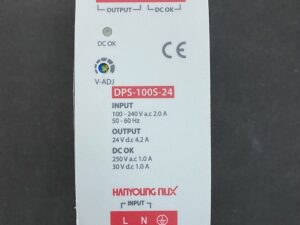 OUTPUT DC OK
DC OK
CE
V-ADJ
DPS-100S-24
INPUT
100 - 240 V a.c 2.0 A
50 - 60 Hz
OUTPUT
24 V d.c 4.2 A
DC OK
250 V a.c 1.0 A
30 V d.c 1.0 A
HANYOUNG NUX
INPUT
L N